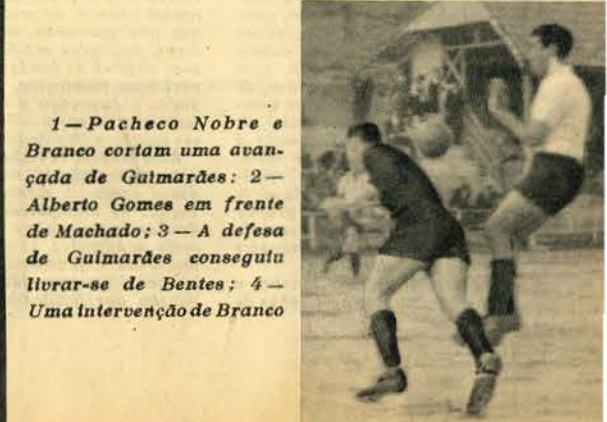 1—Pacheco Nobre e
Branco cortam uma avan-
çada de Guimarães: 2—
Alberto Gomes em frente
de Machado; 3—A defesa
de Guimarães conseguiu
livrar-se de Bentes; 4—
Uma intervenção de Branco